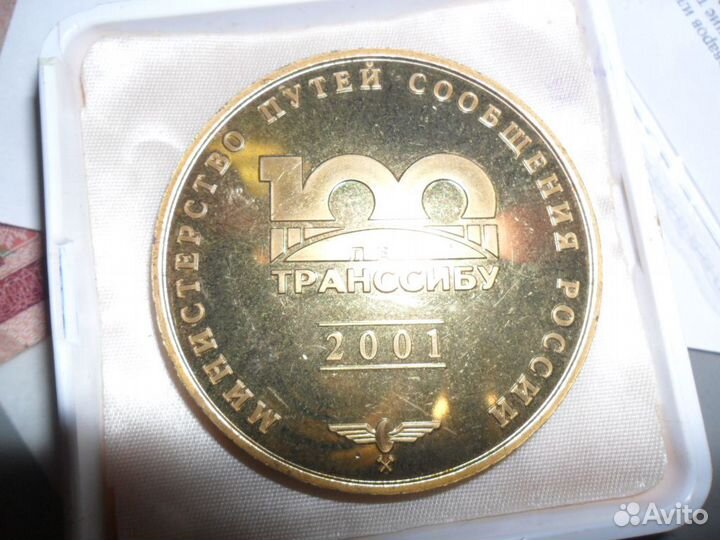 МИНИСТЕРСТВО ПУТЕЙ СООБЩЕНИЯ РОССИИ
100
ЛЕТ
ТРАНССИБУ
2001
Avito